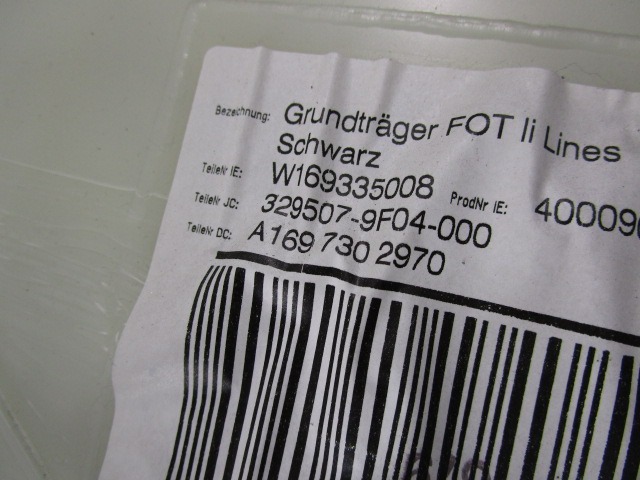 Bezeichnung: Grundträger FOT li Lines
Schwarz
TeileNr IE: W169335008 ProdNr IE: 40009
TeileNr JC: 329507-9F04-000
TeileNr DC: A169 730 2970